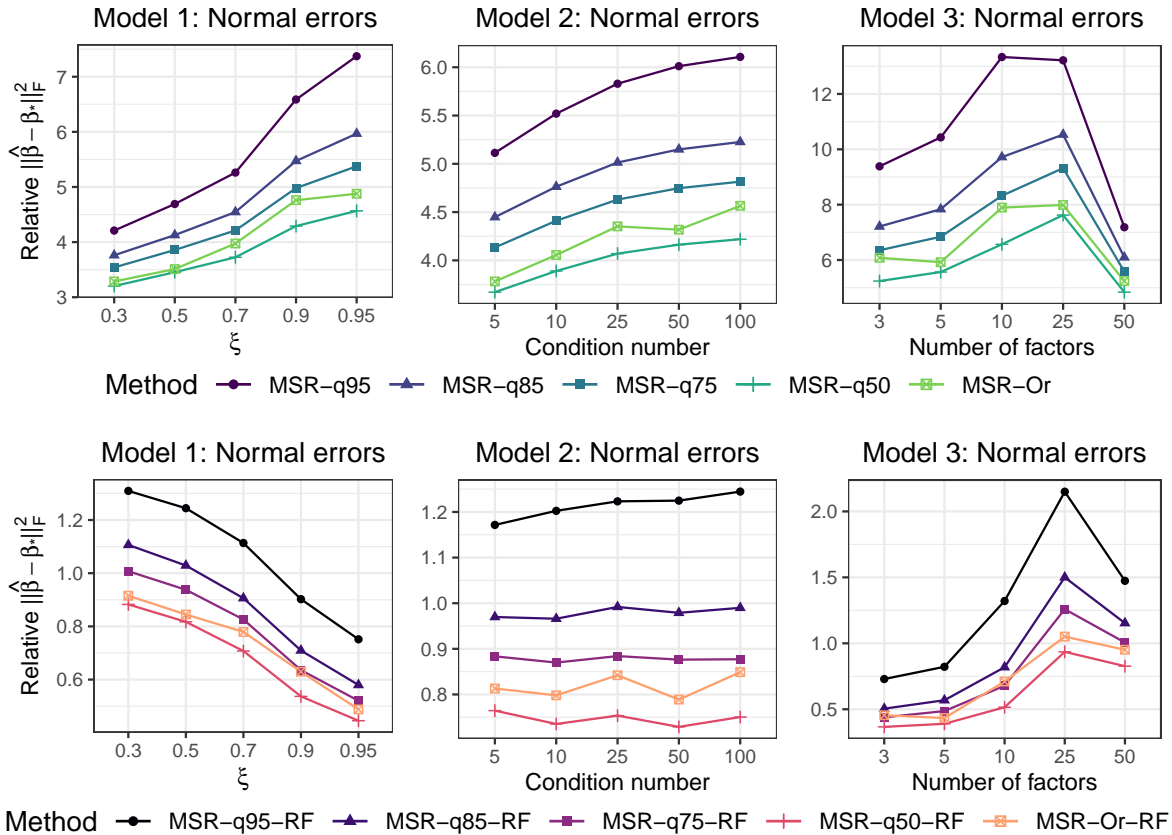 Model 1: Normal errors
Model 2: Normal errors
Model 3: Normal errors
Relative ||β̂ − β*||²_F
7
6
5
4
3
0.3 0.5 0.7 0.9 0.95
ξ
6.0
5.5
5.0
4.5
4.0
5 10 25 50 100
Condition number
12
10
8
6
3 5 10 25 50
Number of factors
Method MSR−q95 MSR−q85 MSR−q75 MSR−q50 MSR−Or
Model 1: Normal errors
Model 2: Normal errors
Model 3: Normal errors
Relative ||β̂ − β*||²_F
1.2
1.0
0.8
0.6
0.3 0.5 0.7 0.9 0.95
ξ
1.2
1.1
1.0
0.9
0.8
5 10 25 50 100
Condition number
2.0
1.5
1.0
0.5
3 5 10 25 50
Number of factors
Method MSR−q95−RF MSR−q85−RF MSR−q75−RF MSR−q50−RF MSR−Or−RF